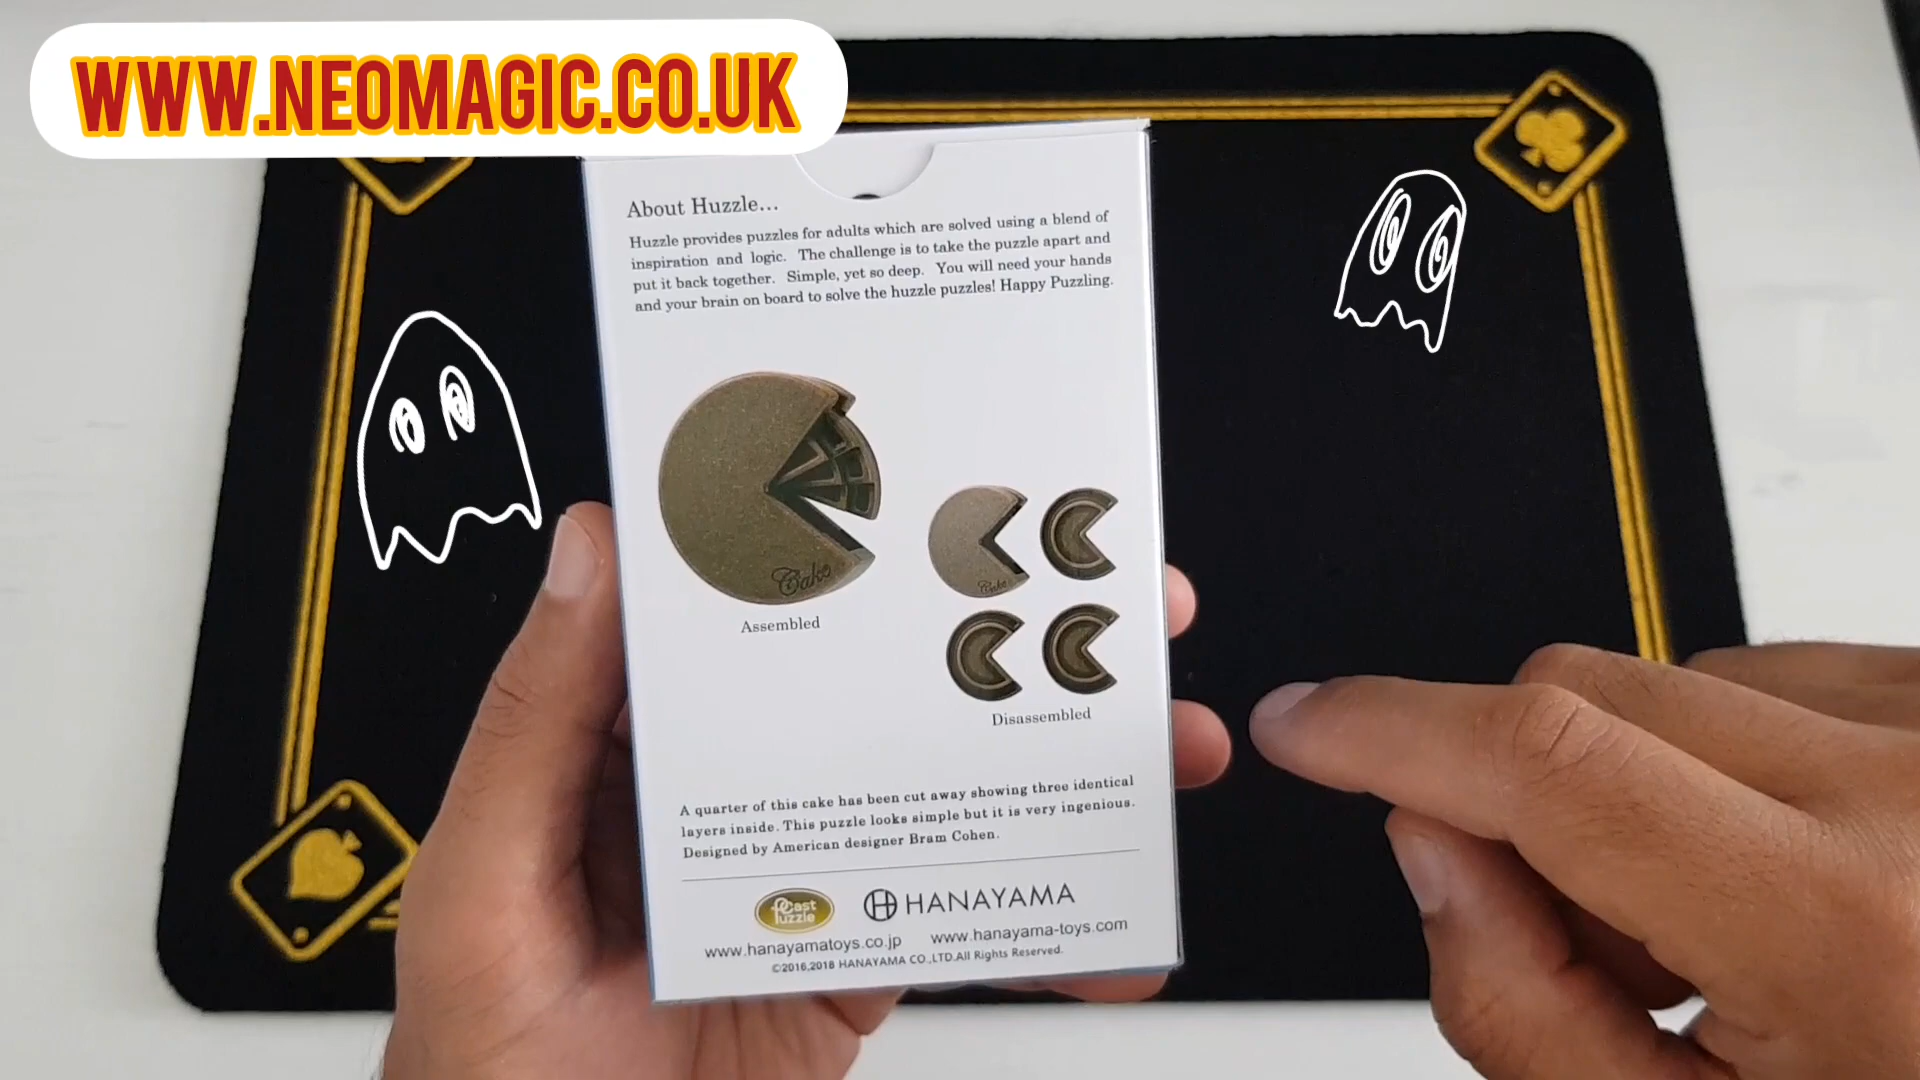 WWW.NEOMAGIC.CO.UK
About Huzzle...
Huzzle provides puzzles for adults which are solved using a blend of
inspiration and logic. The challenge is to take the puzzle apart and
put it back together. Simple, yet so deep. You will need your hands
and your brain on board to solve the huzzle puzzles! Happy Puzzling.
Cake
Cake
Assembled
Disassembled
A quarter of this cake has been cut away showing three identical
layers inside. This puzzle looks simple but it is very ingenious.
Designed by American designer Bram Cohen.
Cast Puzzle
HANAYAMA
www.hanayamatoys.co.jp www.hanayama-toys.com
©2016,2018 HANAYAMA CO.,LTD.All Rights Reserved.